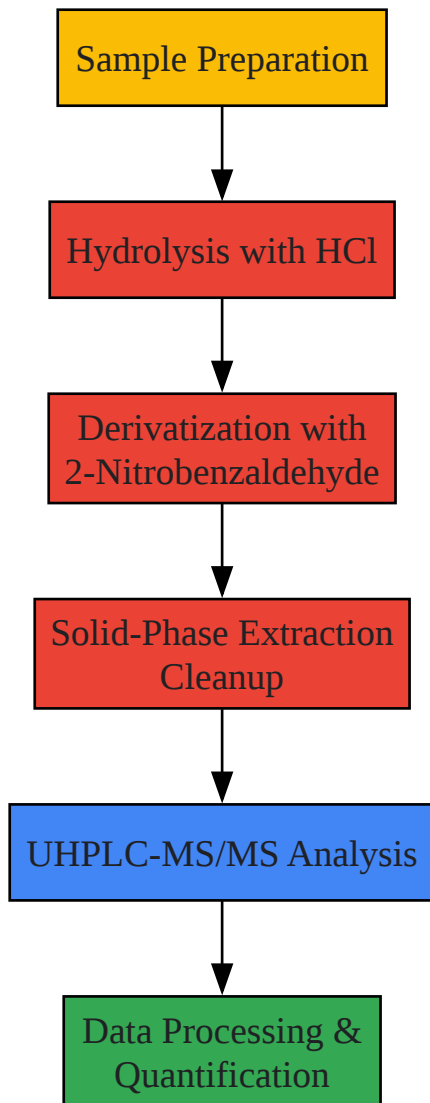 Sample Preparation
Hydrolysis with HCl
Derivatization with
2-Nitrobenzaldehyde
Solid-Phase Extraction
Cleanup
UHPLC-MS/MS Analysis
Data Processing &
Quantification